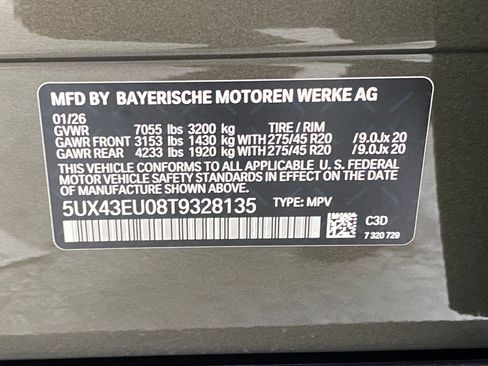 MFD BY BAYERISCHE MOTOREN WERKE AG
01/26
GVWR 7055 lbs 3200 kg TIRE / RIM
GAWR FRONT 3153 lbs 1430 kg WITH 275/45 R20 /9.0Jx 20
GAWR REAR 4233 lbs 1920 kg WITH 275/45 R20 /9.0Jx 20
THIS VEHICLE CONFORMS TO ALL APPLICABLE U. S. FEDERAL
MOTOR VEHICLE SAFETY STANDARDS IN EFFECT
ON THE DATE OF MANUFACTURE SHOWN ABOVE.
5UX43EU08T9328135 TYPE: MPV
C3D
7 320 729